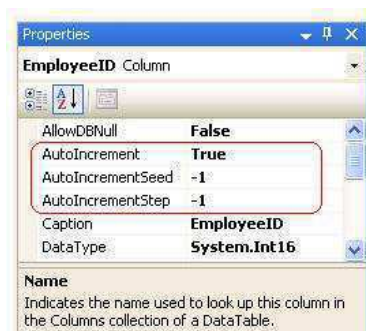 Properties
EmployeeID Column
A
Z
AllowDBNull False
AutoIncrement True
AutoIncrementSeed -1
AutoIncrementStep -1
Caption EmployeeID
DataType System.Int16
Name
Indicates the name used to look up this column in
the Columns collection of a DataTable.